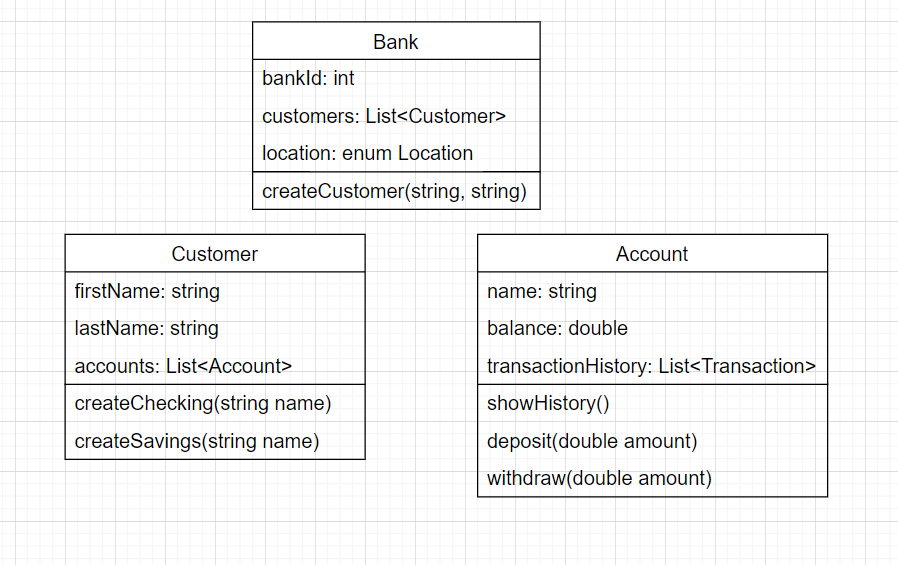 Bank
bankId: int
customers: List<Customer>
location: enum Location
createCustomer(string, string)
Customer
firstName: string
lastName: string
accounts: List<Account>
createChecking(string name)
createSavings(string name)
Account
name: string
balance: double
transactionHistory: List<Transaction>
showHistory()
deposit(double amount)
withdraw(double amount)